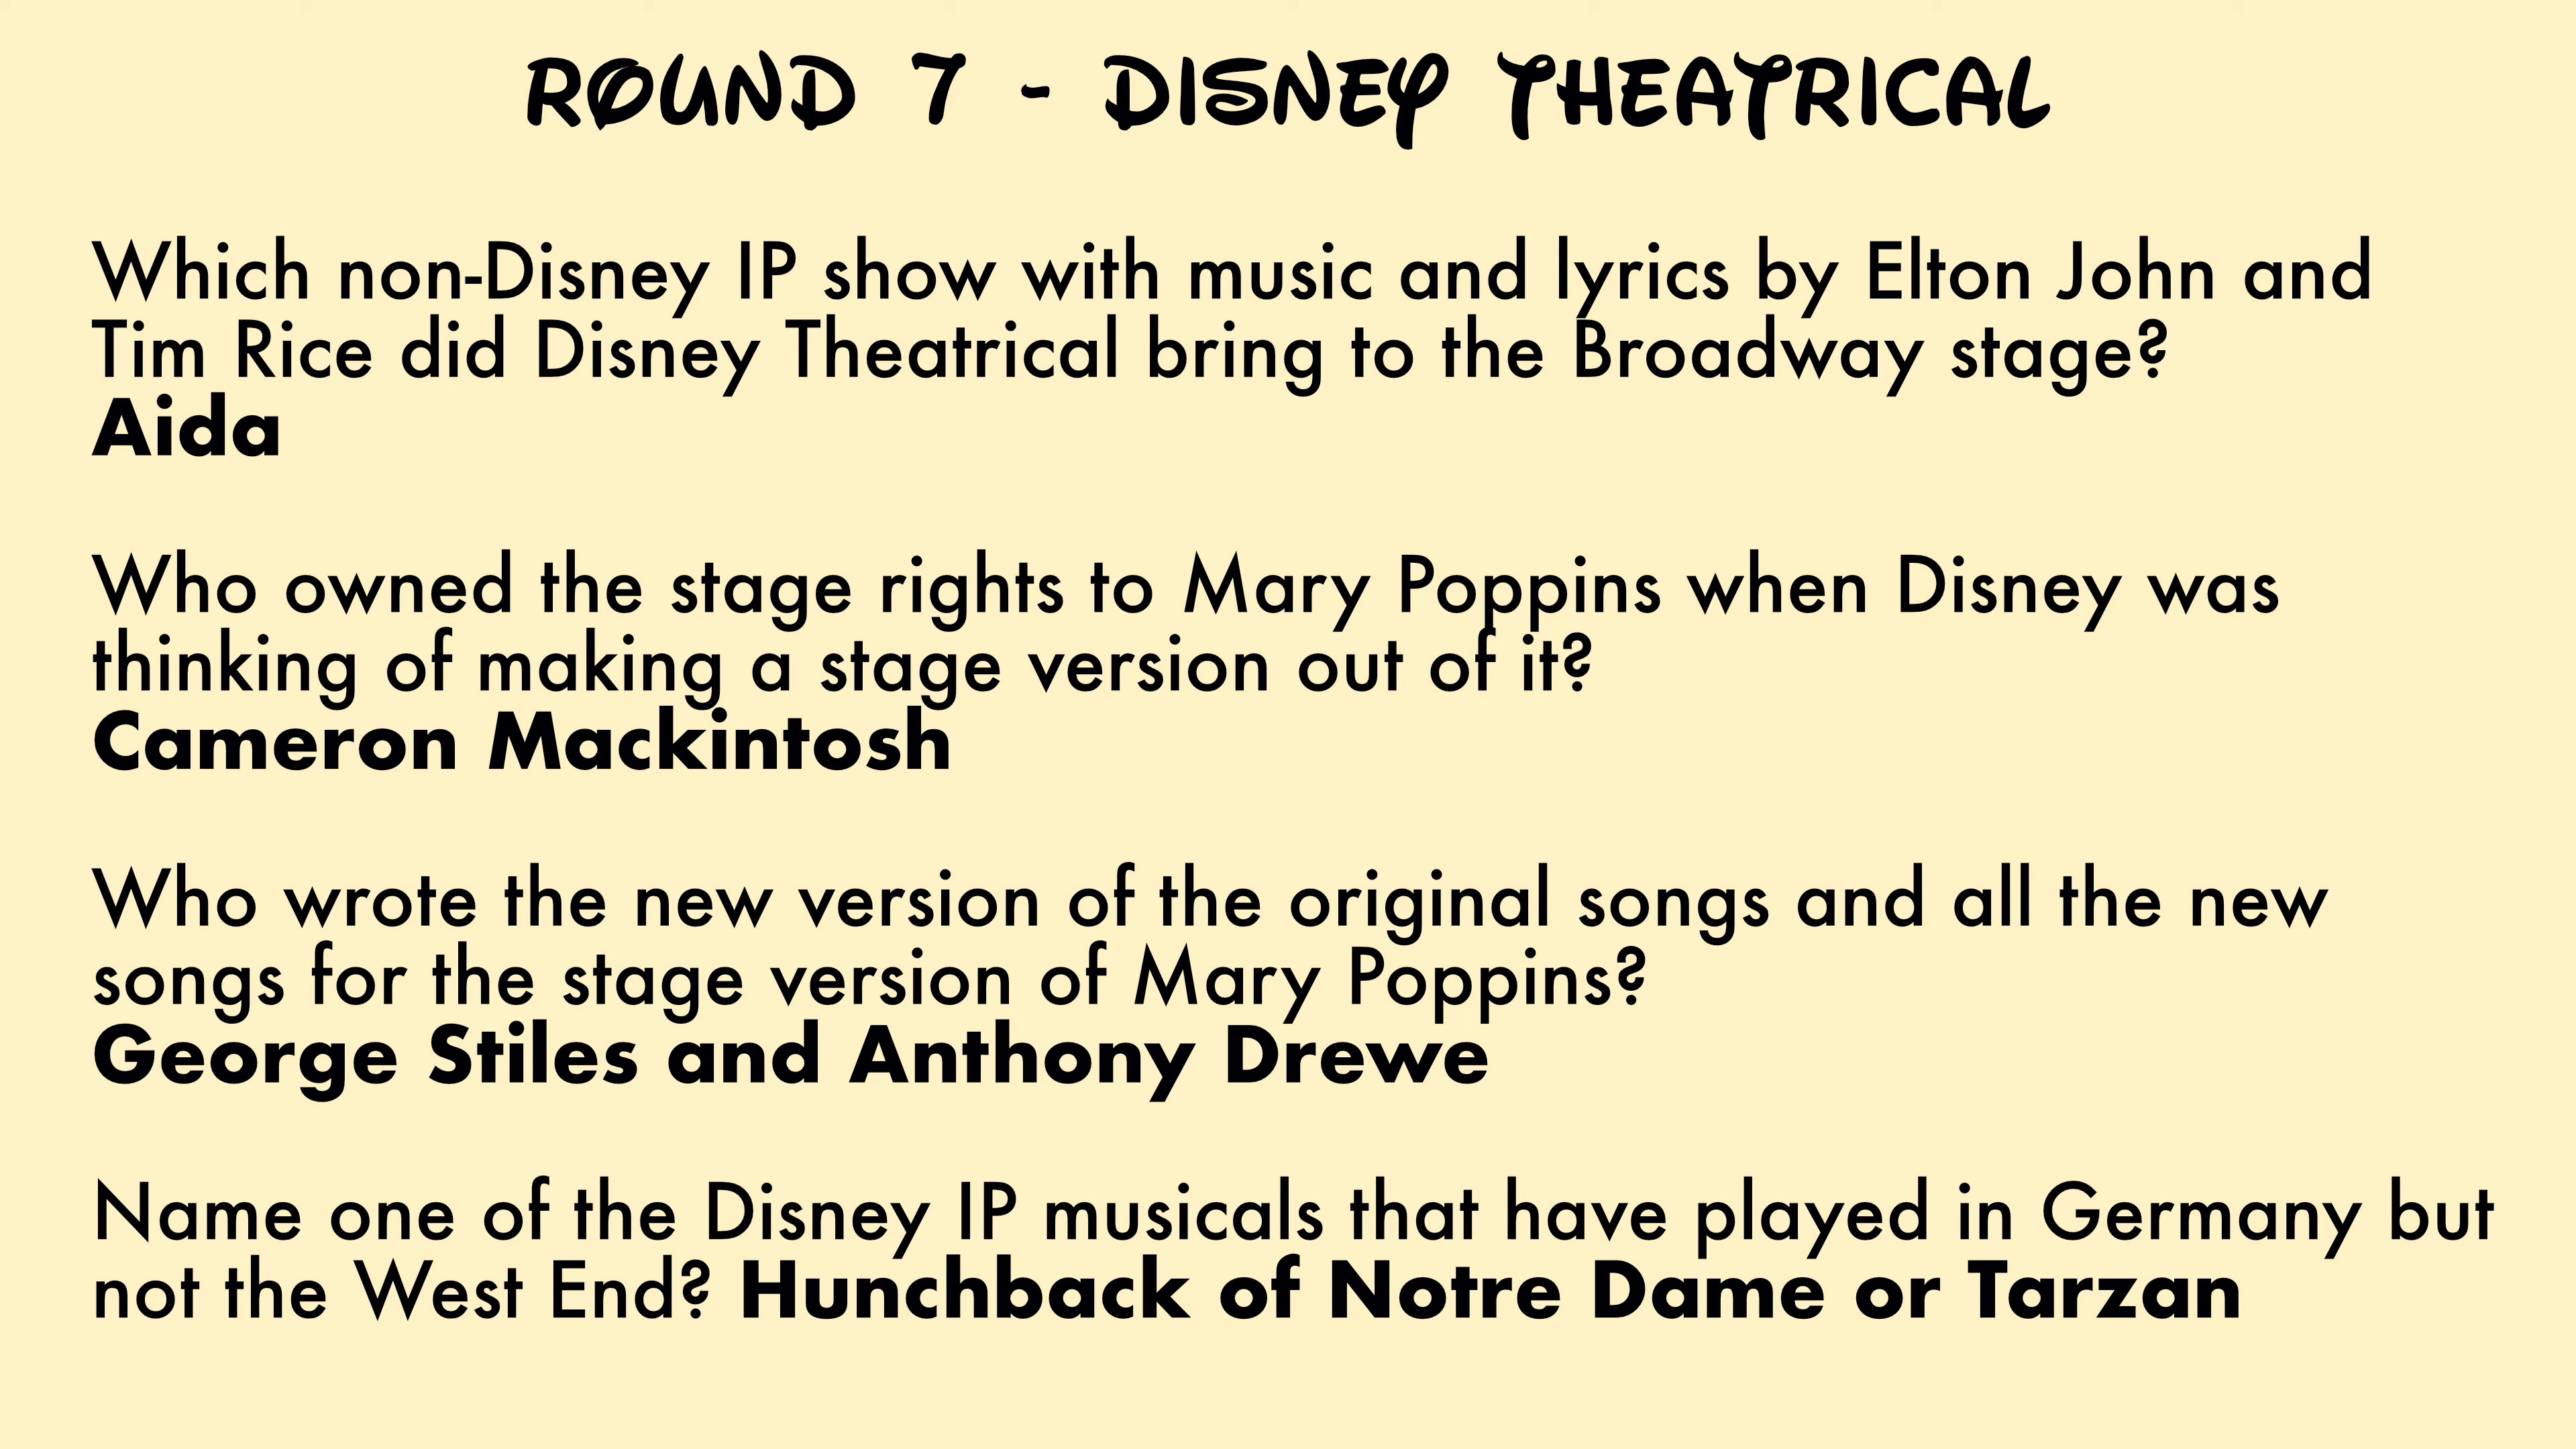 ROUND 7 - DISNEY THEATRICAL
Which non-Disney IP show with music and lyrics by Elton John and
Tim Rice did Disney Theatrical bring to the Broadway stage?
Aida
Who owned the stage rights to Mary Poppins when Disney was
thinking of making a stage version out of it?
Cameron Mackintosh
Who wrote the new version of the original songs and all the new
songs for the stage version of Mary Poppins?
George Stiles and Anthony Drewe
Name one of the Disney IP musicals that have played in Germany but
not the West End? Hunchback of Notre Dame or Tarzan